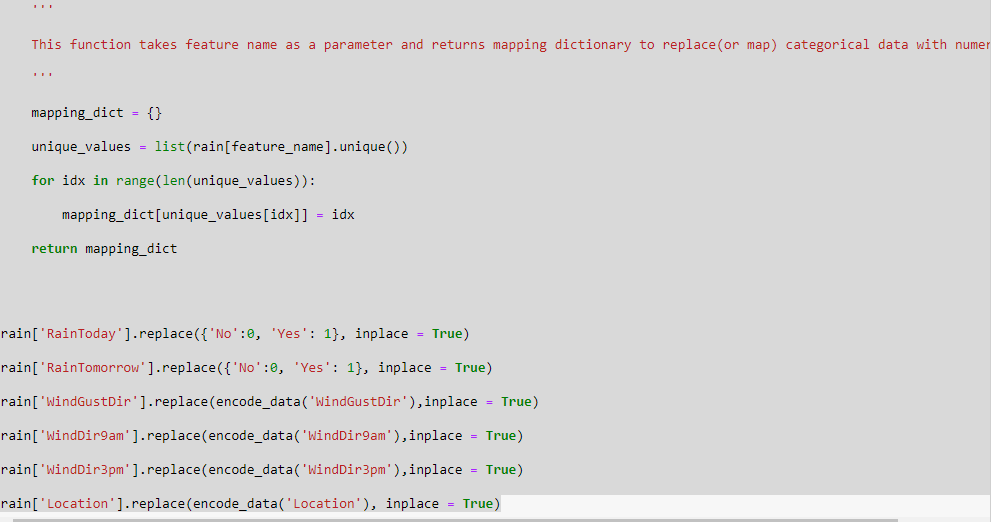 '''
This function takes feature name as a parameter and returns mapping dictionary to replace(or map) categorical data with
'''
mapping_dict = {}
unique_values = list(rain[feature_name].unique())
for idx in range(len(unique_values)):
mapping_dict[unique_values[idx]] = idx
return mapping_dict
rain['RainToday'].replace({'No':0, 'Yes': 1}, inplace = True)
rain['RainTomorrow'].replace({'No':0, 'Yes': 1}, inplace = True)
rain['WindGustDir'].replace(encode_data('WindGustDir'),inplace = True)
rain['WindDir9am'].replace(encode_data('WindDir9am'),inplace = True)
rain['WindDir3pm'].replace(encode_data('WindDir3pm'),inplace = True)
rain['Location'].replace(encode_data('Location'), inplace = True)